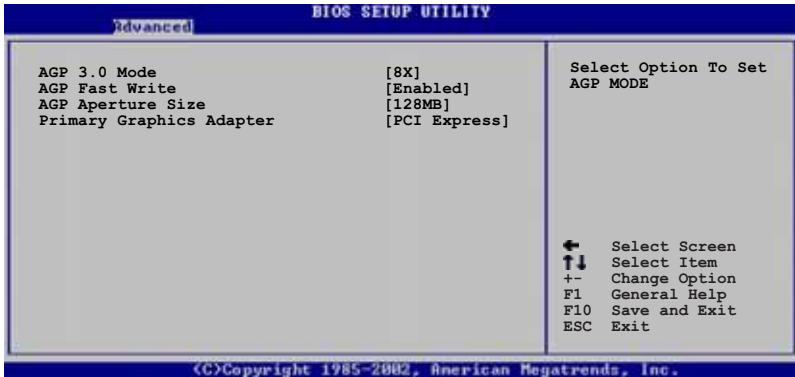 BIOS SETUP UTILITY
Advanced
AGP 3.0 Mode [8X]
AGP Fast Write [Enabled]
AGP Aperture Size [128MB]
Primary Graphics Adapter [PCI Express]
Select Option To Set
AGP MODE
← Select Screen
↑↓ Select Item
+- Change Option
F1 General Help
F10 Save and Exit
ESC Exit
(C)Copyright 1985-2002, American Megatrends, Inc.